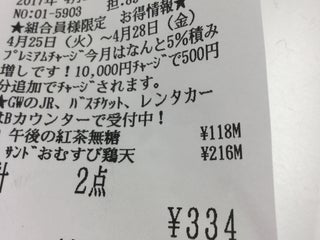 2017年4月
NO:01-5903
★組合員様限定 お得情報★
4月25日(火)~4月28日(金)
プレミアムチャージ今月はなんと5%積み
増しです!10,000円チャージで500円
分追加でチャージされます。
★GWのJR、バスチケット、レンタカー
はBカウンターで受付中!
午後の紅茶無糖 ¥118M
サンドおむすび鶏天 ¥216M
計 2点
¥334